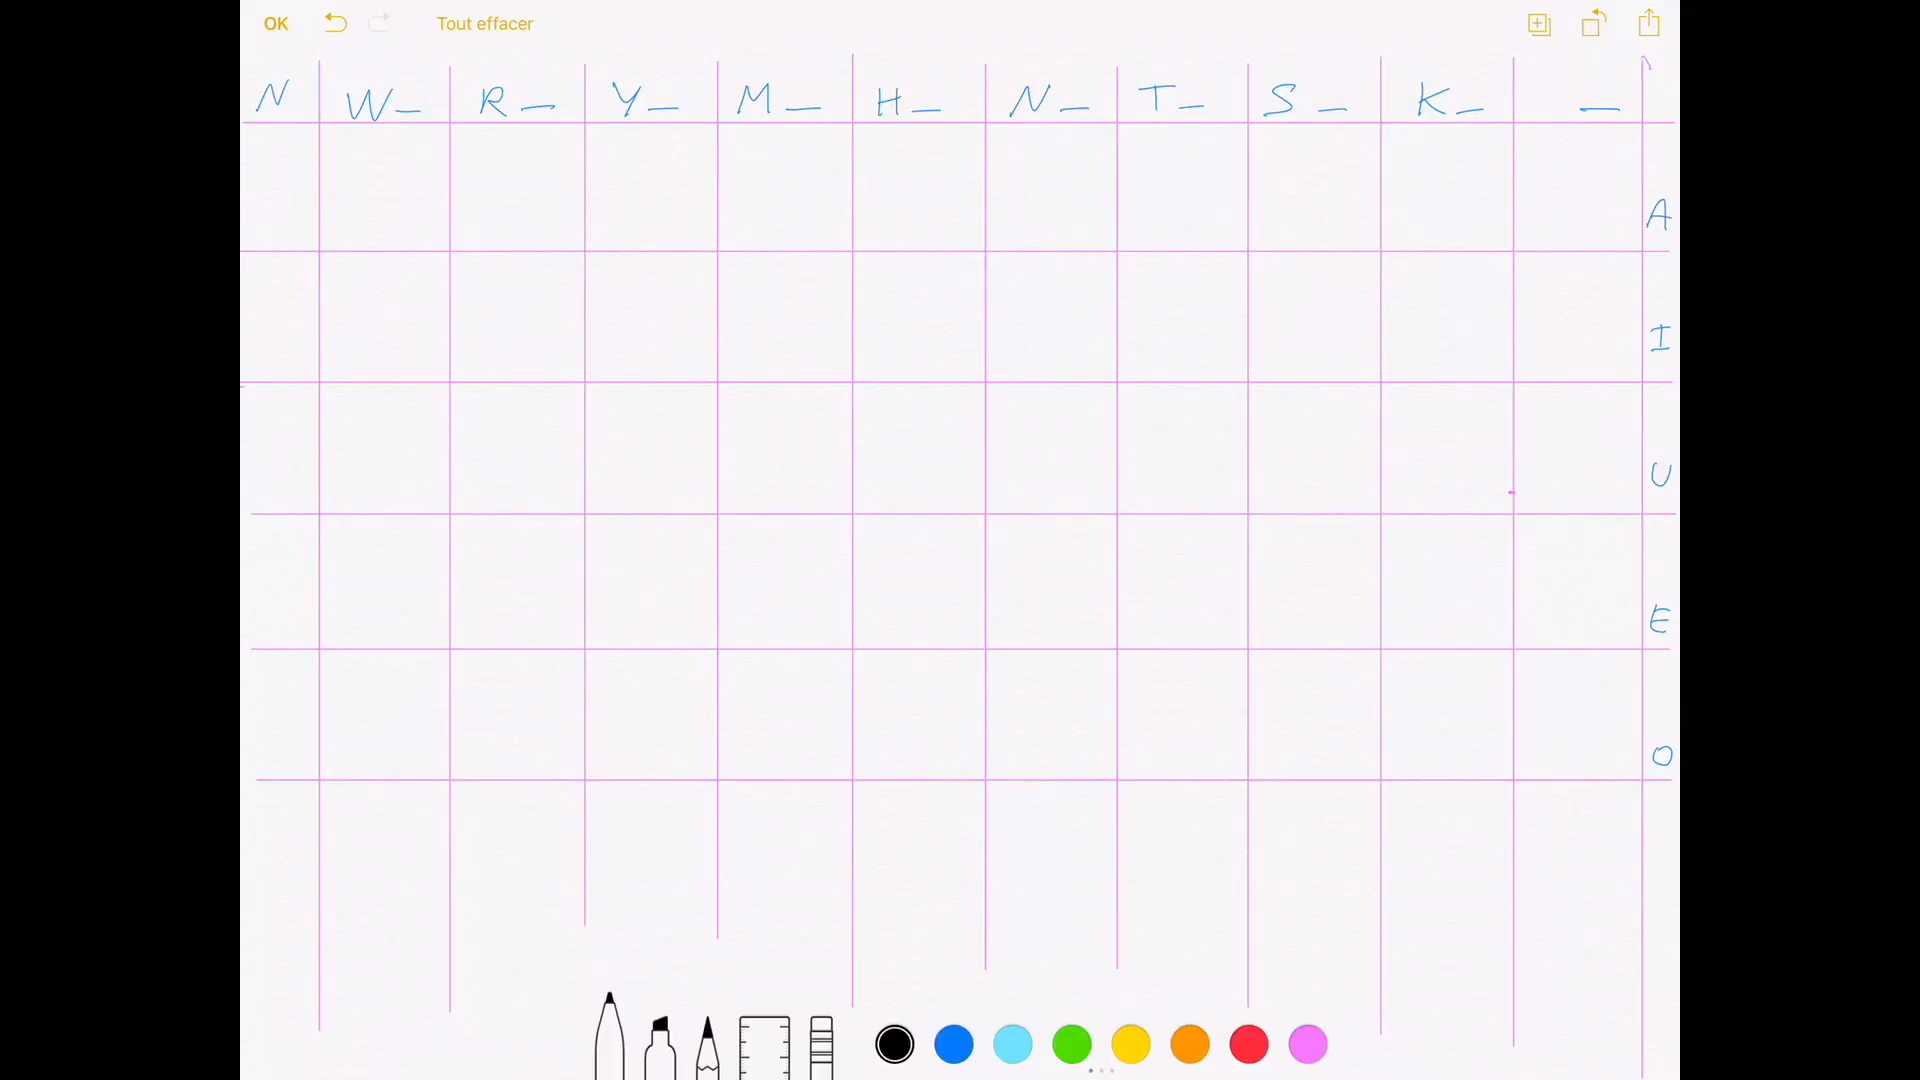 OK Tout effacer
N W_ R_ Y_ M_ H_ N_ T_ S_ K_ _
A
I
U
E
O